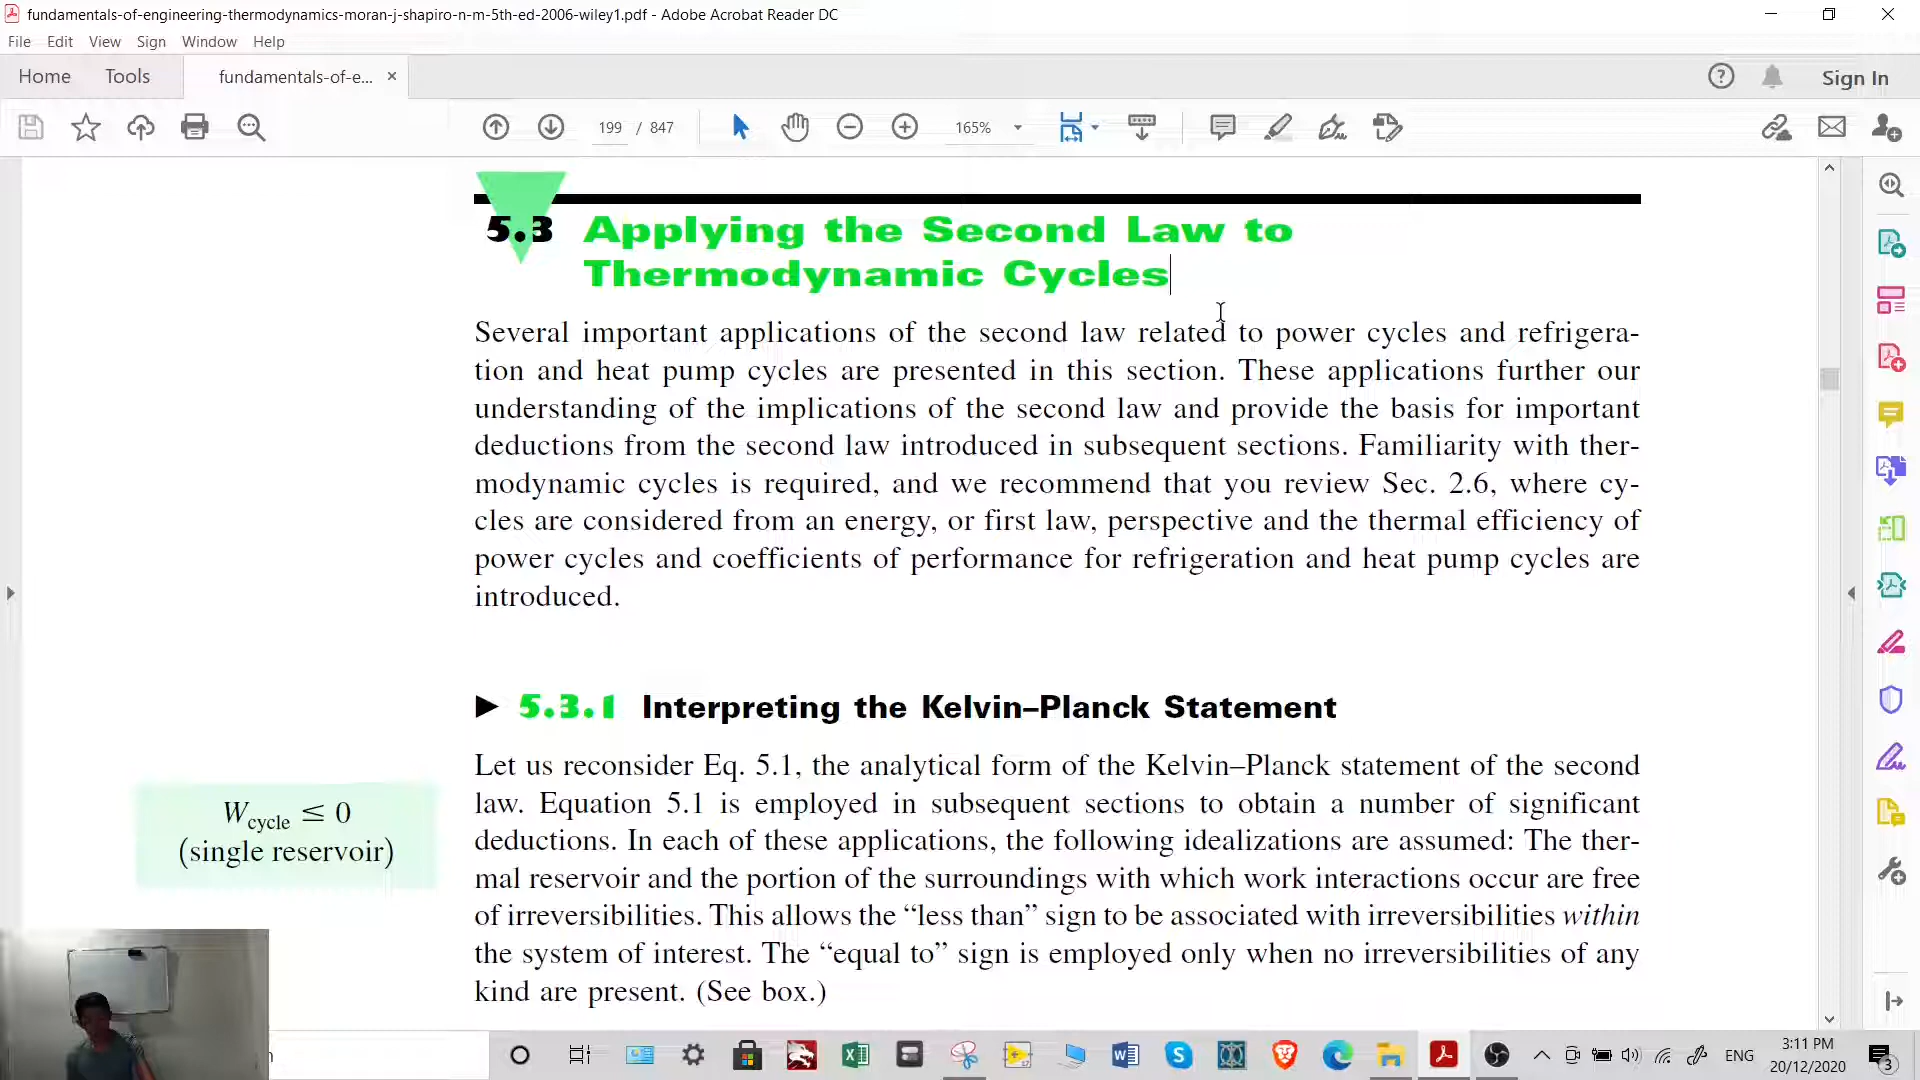 fundamentals-of-engineering-thermodynamics-moran-j-shapiro-n-m-5th-ed-2006-wiley1.pdf - Adobe Acrobat Reader DC
File Edit View Sign Window Help
Home Tools fundamentals-of-e... × Sign In
199 / 847 165%
5.3 Applying the Second Law to
Thermodynamic Cycles
Several important applications of the second law related to power cycles and refrigera-
tion and heat pump cycles are presented in this section. These applications further our
understanding of the implications of the second law and provide the basis for important
deductions from the second law introduced in subsequent sections. Familiarity with ther-
modynamic cycles is required, and we recommend that you review Sec. 2.6, where cy-
cles are considered from an energy, or first law, perspective and the thermal efficiency of
power cycles and coefficients of performance for refrigeration and heat pump cycles are
introduced.
► 5.3.1 Interpreting the Kelvin–Planck Statement
Let us reconsider Eq. 5.1, the analytical form of the Kelvin–Planck statement of the second
law. Equation 5.1 is employed in subsequent sections to obtain a number of significant
deductions. In each of these applications, the following idealizations are assumed: The ther-
mal reservoir and the portion of the surroundings with which work interactions occur are free
of irreversibilities. This allows the “less than” sign to be associated with irreversibilities within
the system of interest. The “equal to” sign is employed only when no irreversibilities of any
kind are present. (See box.)
Wcycle ≤ 0
(single reservoir)
ENG
3:11 PM
20/12/2020
3